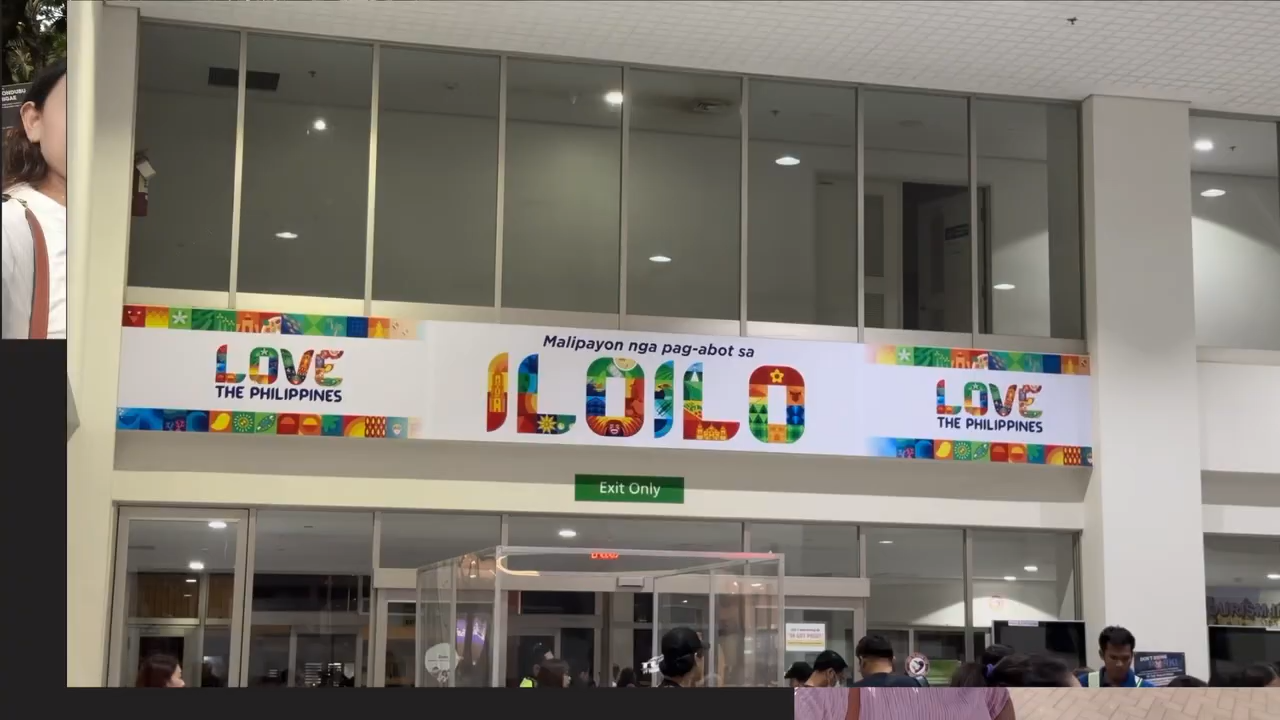 Malipayon nga pag-abot sa
ILOILO
LOVE
THE PHILIPPINES
LOVE
THE PHILIPPINES
Exit Only